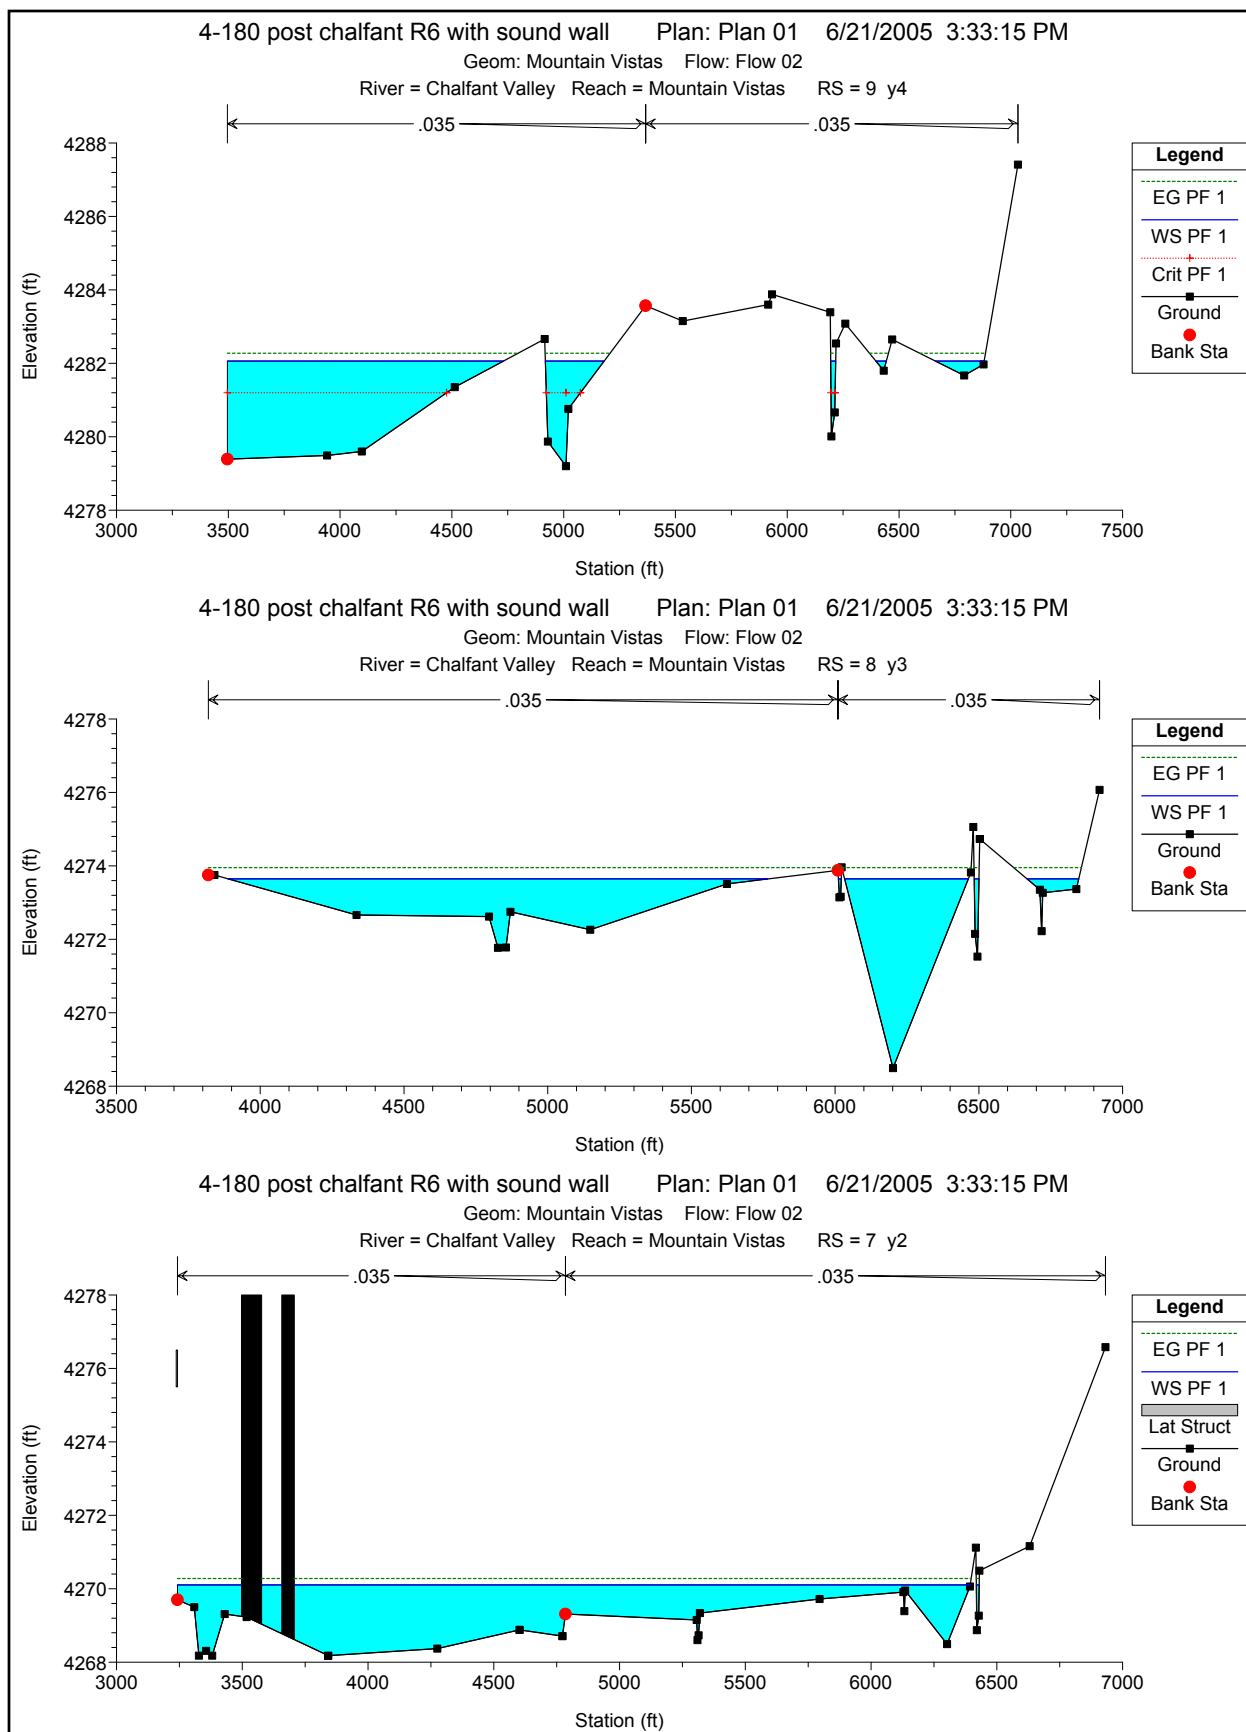 4-180 post chalfant R6 with sound wall Plan: Plan 01 6/21/2005 3:33:15 PM
Geom: Mountain Vistas Flow: Flow 02
River = Chalfant Valley Reach = Mountain Vistas RS = 9 y4
.035 .035
4288
4286
4284
4282
4280
4278
Elevation (ft)
3000 3500 4000 4500 5000 5500 6000 6500 7000 7500
Station (ft)
Legend
EG PF 1
WS PF 1
Crit PF 1
Ground
Bank Sta
4-180 post chalfant R6 with sound wall Plan: Plan 01 6/21/2005 3:33:15 PM
Geom: Mountain Vistas Flow: Flow 02
River = Chalfant Valley Reach = Mountain Vistas RS = 8 y3
.035 .035
4278
4276
4274
4272
4270
4268
Elevation (ft)
3500 4000 4500 5000 5500 6000 6500 7000
Station (ft)
Legend
EG PF 1
WS PF 1
Ground
Bank Sta
4-180 post chalfant R6 with sound wall Plan: Plan 01 6/21/2005 3:33:15 PM
Geom: Mountain Vistas Flow: Flow 02
River = Chalfant Valley Reach = Mountain Vistas RS = 7 y2
.035 .035
4278
4276
4274
4272
4270
4268
Elevation (ft)
3000 3500 4000 4500 5000 5500 6000 6500 7000
Station (ft)
Legend
EG PF 1
WS PF 1
Lat Struct
Ground
Bank Sta